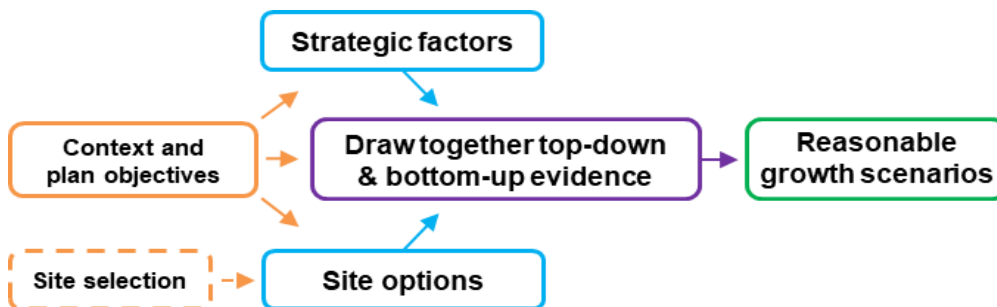 Strategic factors
Context and
plan objectives
Draw together top-down
& bottom-up evidence
Reasonable
growth scenarios
Site selection
Site options